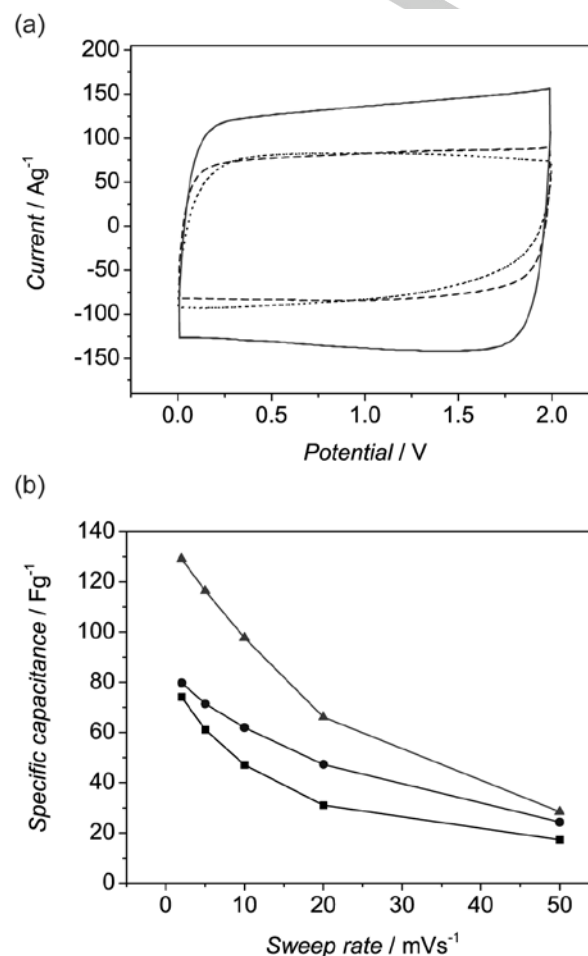 (a)
200
150
100
50
0
-50
-100
-150
Current / Ag⁻¹
0.0 0.5 1.0 1.5 2.0
Potential / V
(b)
140
120
100
80
60
40
20
0
Specific capacitance / Fg⁻¹
0 10 20 30 40 50
Sweep rate / mVs⁻¹